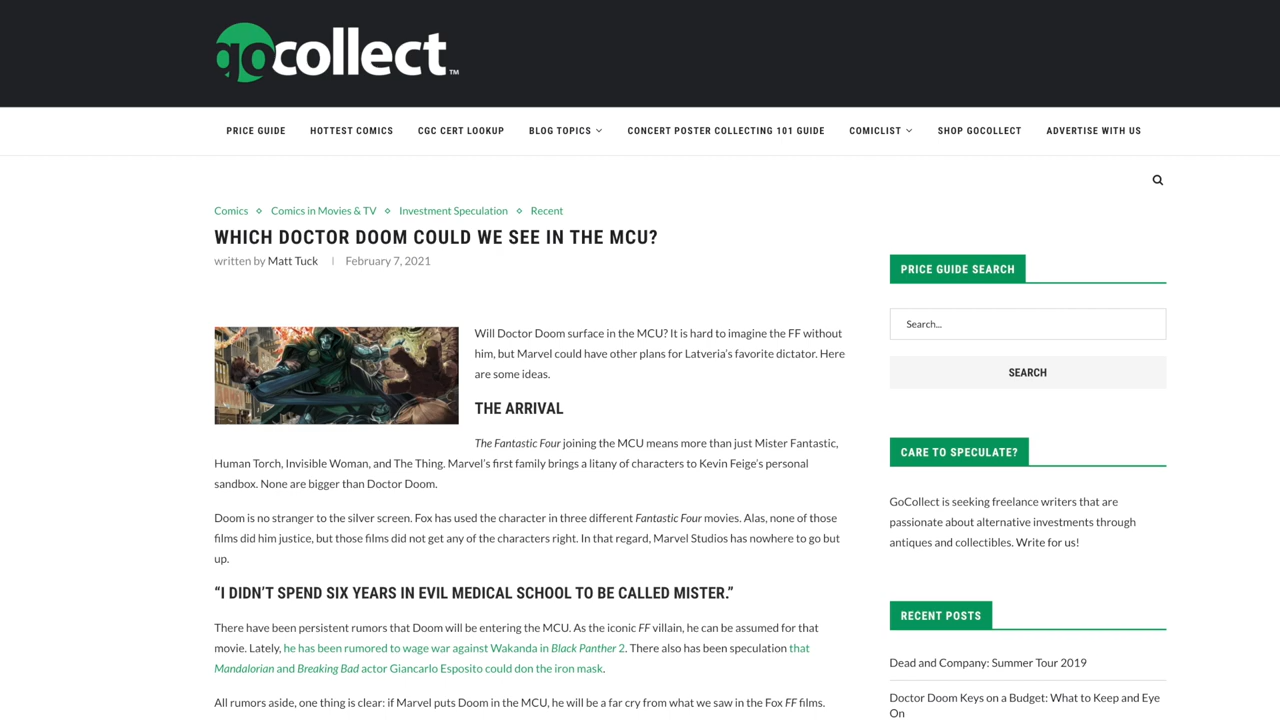 gocollect™
PRICE GUIDE HOTTEST COMICS CGC CERT LOOKUP BLOG TOPICS CONCERT POSTER COLLECTING 101 GUIDE COMICLIST SHOP GOCOLLECT ADVERTISE WITH US
Comics ⋄ Comics in Movies & TV ⋄ Investment Speculation ⋄ Recent
WHICH DOCTOR DOOM COULD WE SEE IN THE MCU?
written by Matt Tuck | February 7, 2021
Will Doctor Doom surface in the MCU? It is hard to imagine the FF without
him, but Marvel could have other plans for Latveria’s favorite dictator. Here
are some ideas.
THE ARRIVAL
The Fantastic Four joining the MCU means more than just Mister Fantastic,
Human Torch, Invisible Woman, and The Thing. Marvel’s first family brings a litany of characters to Kevin Feige’s personal
sandbox. None are bigger than Doctor Doom.
Doom is no stranger to the silver screen. Fox has used the character in three different Fantastic Four movies. Alas, none of those
films did him justice, but those films did not get any of the characters right. In that regard, Marvel Studios has nowhere to go but
up.
“I DIDN’T SPEND SIX YEARS IN EVIL MEDICAL SCHOOL TO BE CALLED MISTER.”
There have been persistent rumors that Doom will be entering the MCU. As the iconic FF villain, he can be assumed for that
movie. Lately, he has been rumored to wage war against Wakanda in Black Panther 2. There also has been speculation that
Mandalorian and Breaking Bad actor Giancarlo Esposito could don the iron mask.
All rumors aside, one thing is clear: if Marvel puts Doom in the MCU, he will be a far cry from what we saw in the Fox FF films.
PRICE GUIDE SEARCH
Search...
SEARCH
CARE TO SPECULATE?
GoCollect is seeking freelance writers that are
passionate about alternative investments through
antiques and collectibles. Write for us!
RECENT POSTS
Dead and Company: Summer Tour 2019
Doctor Doom Keys on a Budget: What to Keep and Eye
On